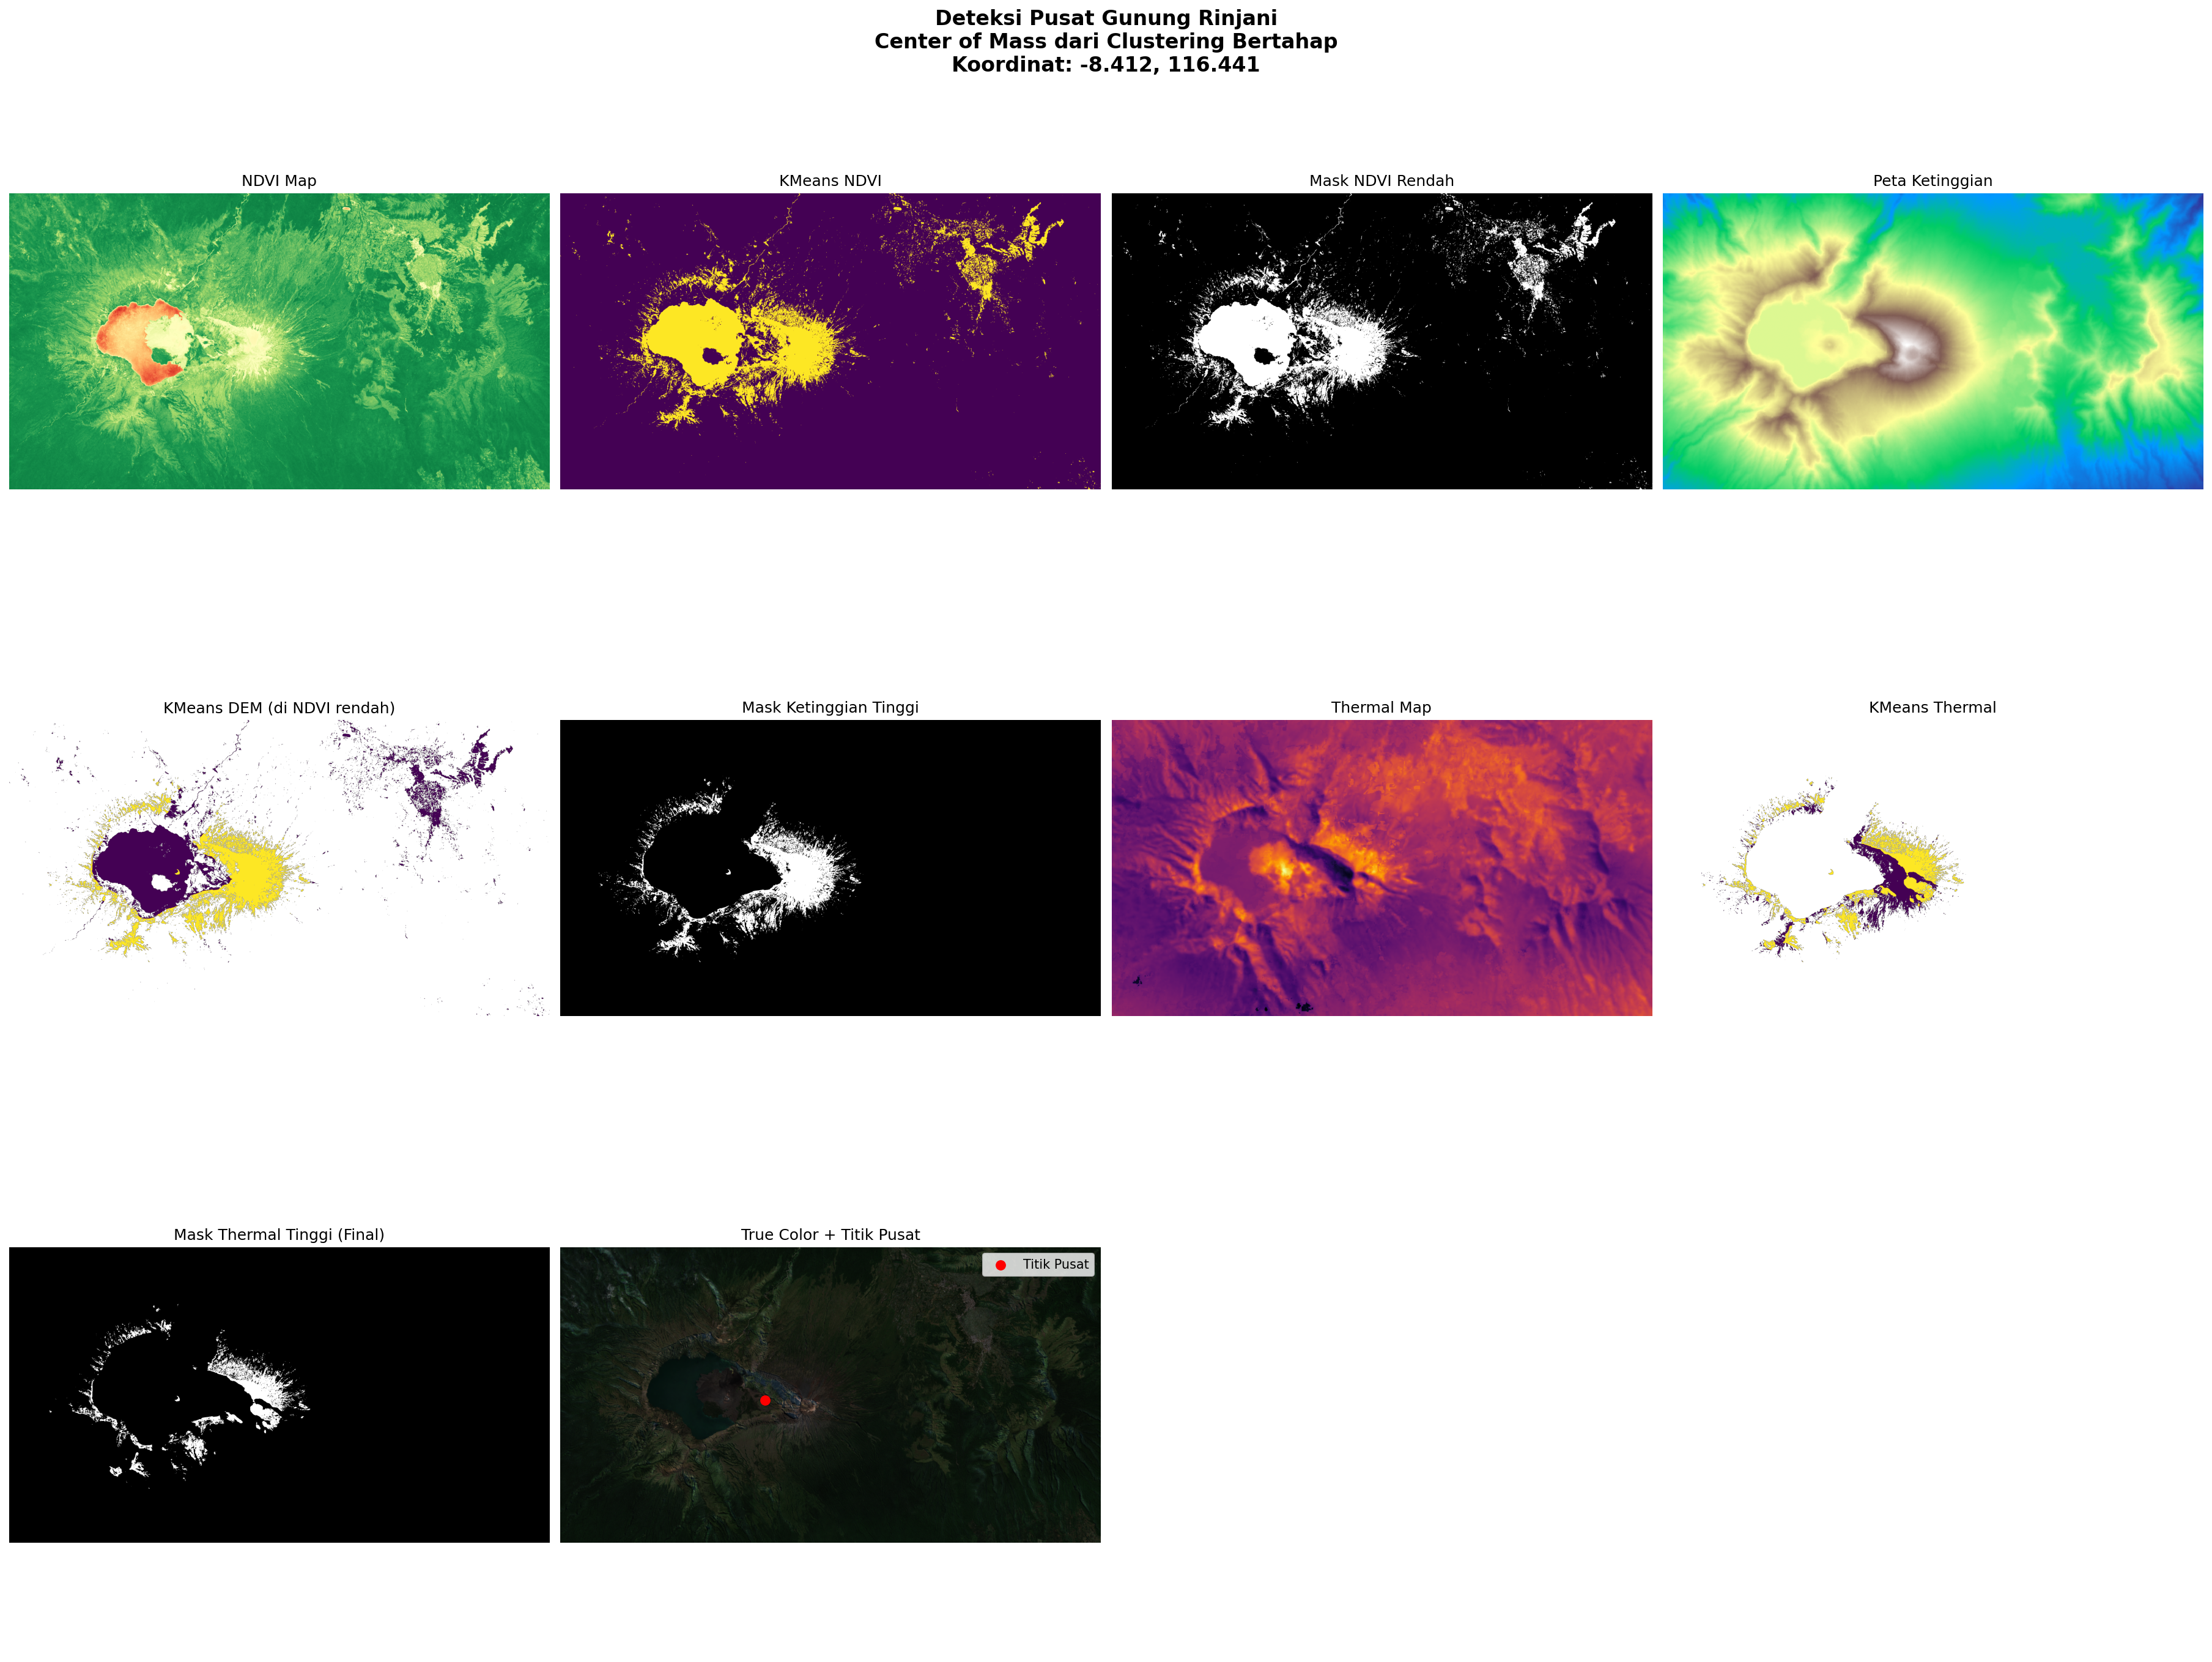 Deteksi Pusat Gunung Rinjani
Center of Mass dari Clustering Bertahap
Koordinat: -8.412, 116.441
NDVI Map
KMeans NDVI
Mask NDVI Rendah
Peta Ketinggian
KMeans DEM (di NDVI rendah)
Mask Ketinggian Tinggi
Thermal Map
KMeans Thermal
Mask Thermal Tinggi (Final)
True Color + Titik Pusat
Titik Pusat